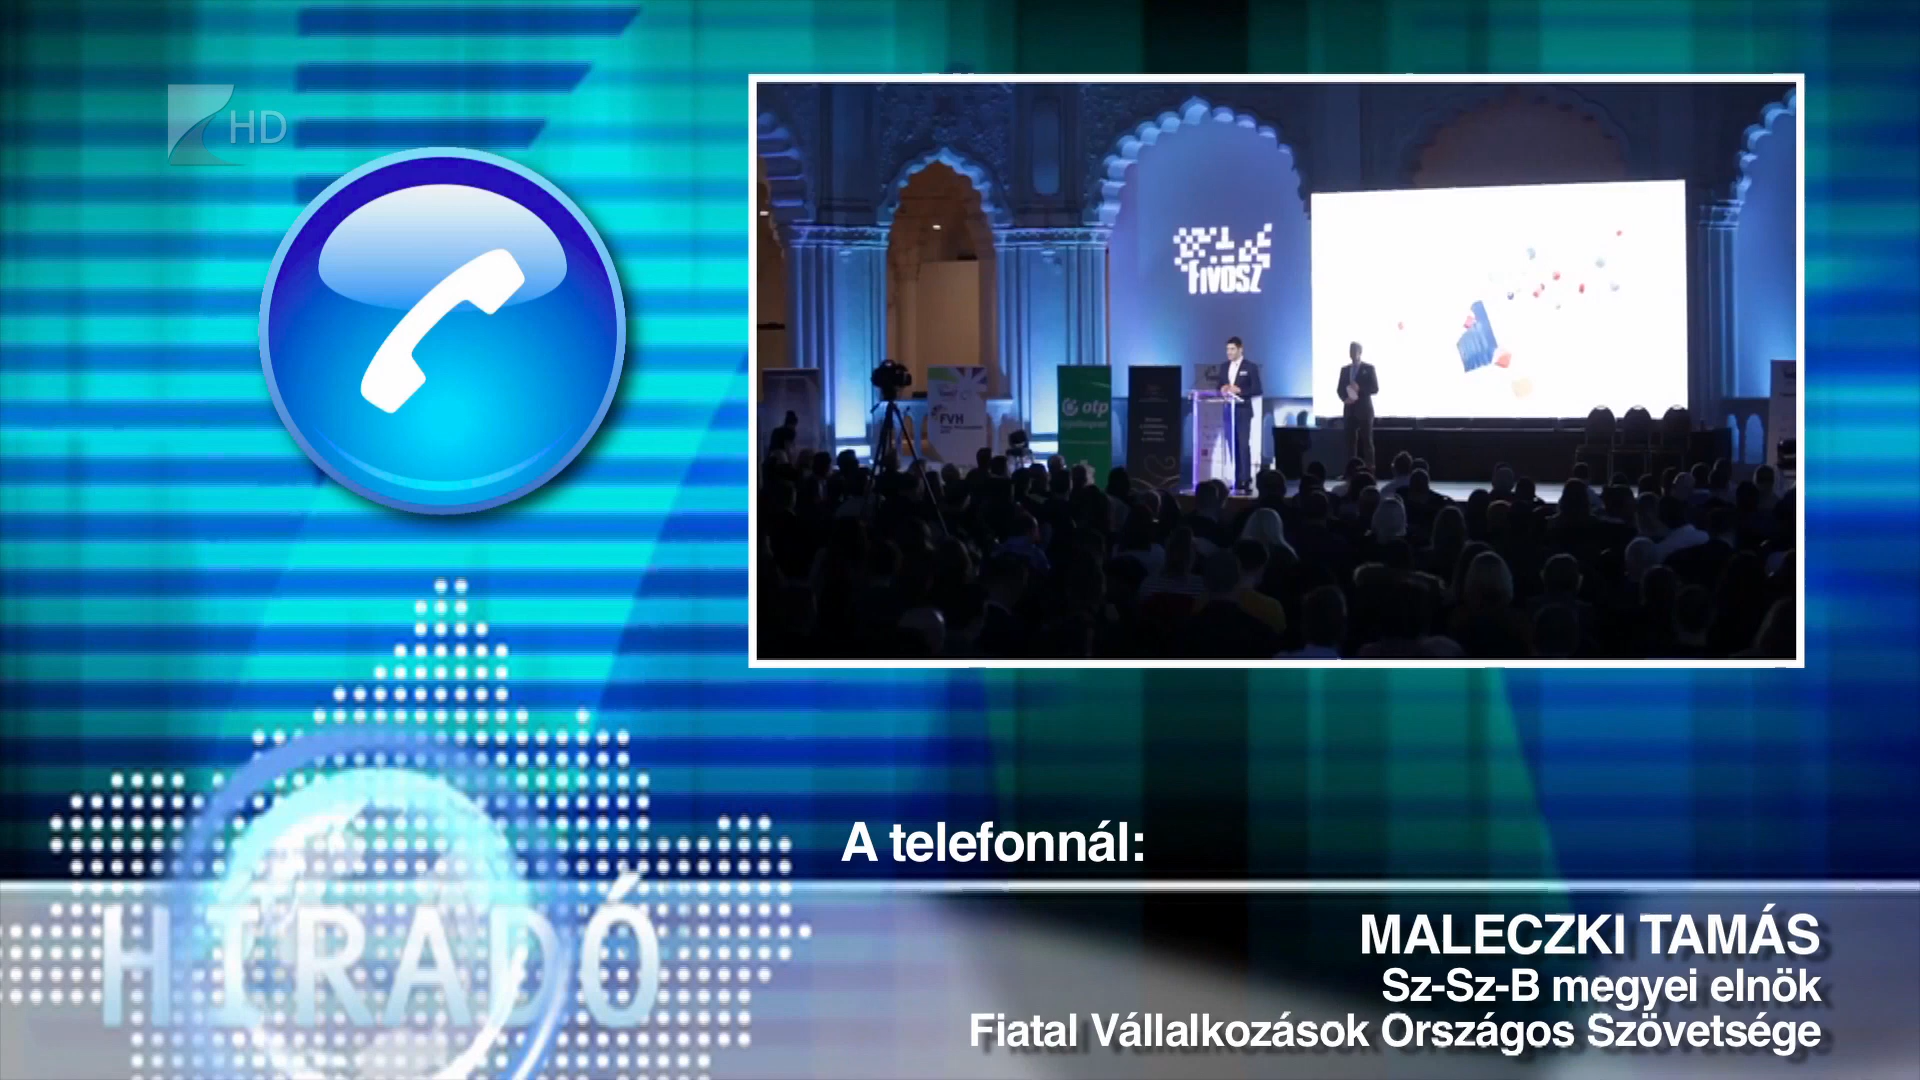 HD
FIVOSZ
FVH
otp
A telefonnál:
HÍRADÓ
MALECZKI TAMÁS
Sz-Sz-B megyei elnök
Fiatal Vállalkozások Országos Szövetsége